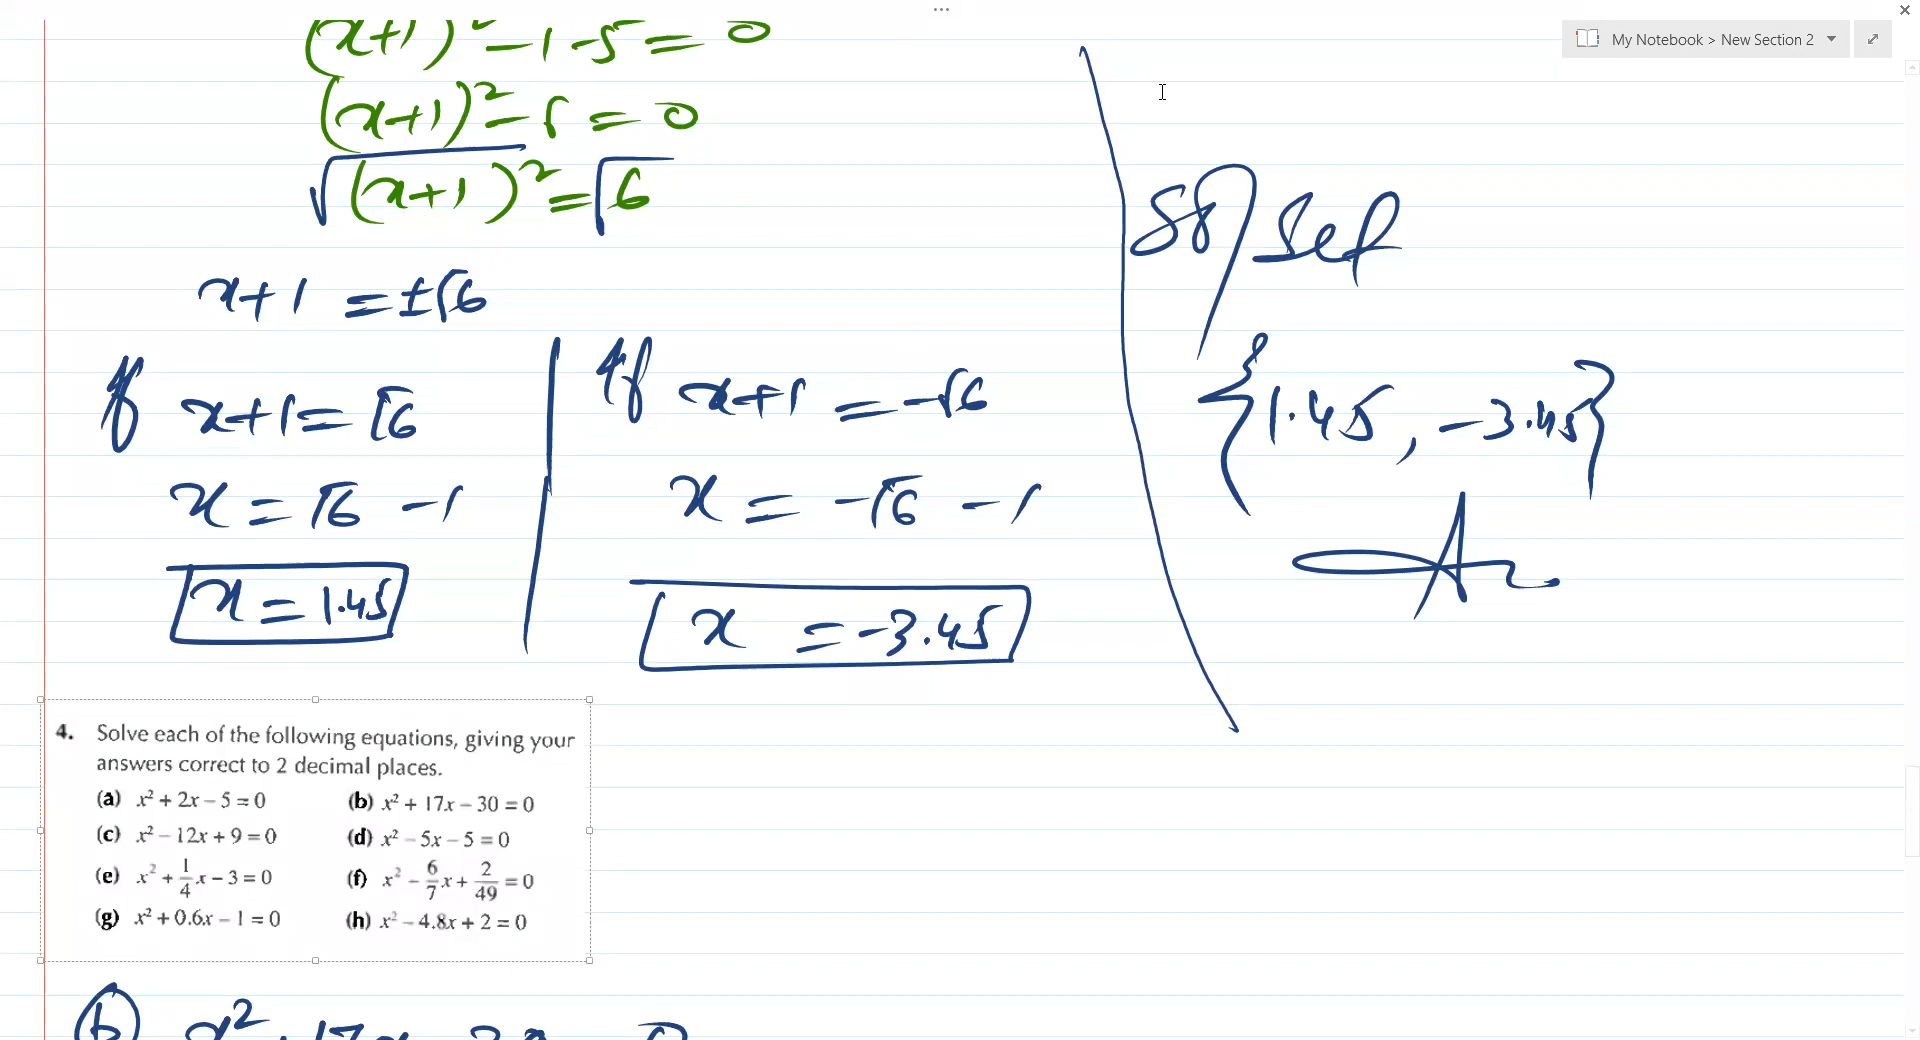 My Notebook > New Section 2
(x+1)² - 1 - 5 = 0
(x+1)² - 6 = 0
√(x+1)² = √6
x+1 = ±√6
If x+1 = √6
x = √6 - 1
x = 1.45
If x+1 = -√6
x = -√6 - 1
x = -3.45
Set
{1.45, -3.45}
4. Solve each of the following equations, giving your
answers correct to 2 decimal places.
(a) x² + 2x – 5 = 0 (b) x² + 17x – 30 = 0
(c) x² – 12x + 9 = 0 (d) x² – 5x – 5 = 0
(e) x² + 1/4 x – 3 = 0 (f) x² – 6/7 x + 2/49 = 0
(g) x² + 0.6x – 1 = 0 (h) x² – 4.8x + 2 = 0
(b) x²